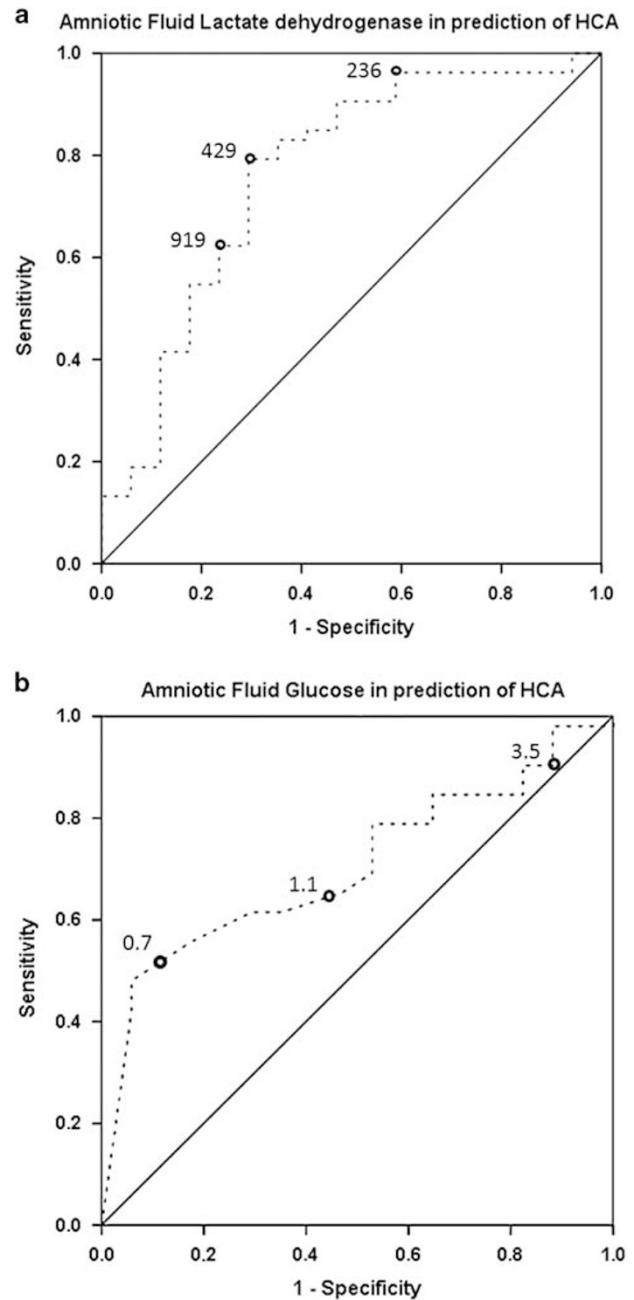 a
Amniotic Fluid Lactate dehydrogenase in prediction of HCA
1.0
236
0.8
429
0.6
919
Sensitivity
0.4
0.2
0.0
0.0 0.2 0.4 0.6 0.8 1.0
1 - Specificity
b
Amniotic Fluid Glucose in prediction of HCA
1.0
3.5
0.8
1.1
0.6
0.7
Sensitivity
0.4
0.2
0.0
0.0 0.2 0.4 0.6 0.8 1.0
1 - Specificity